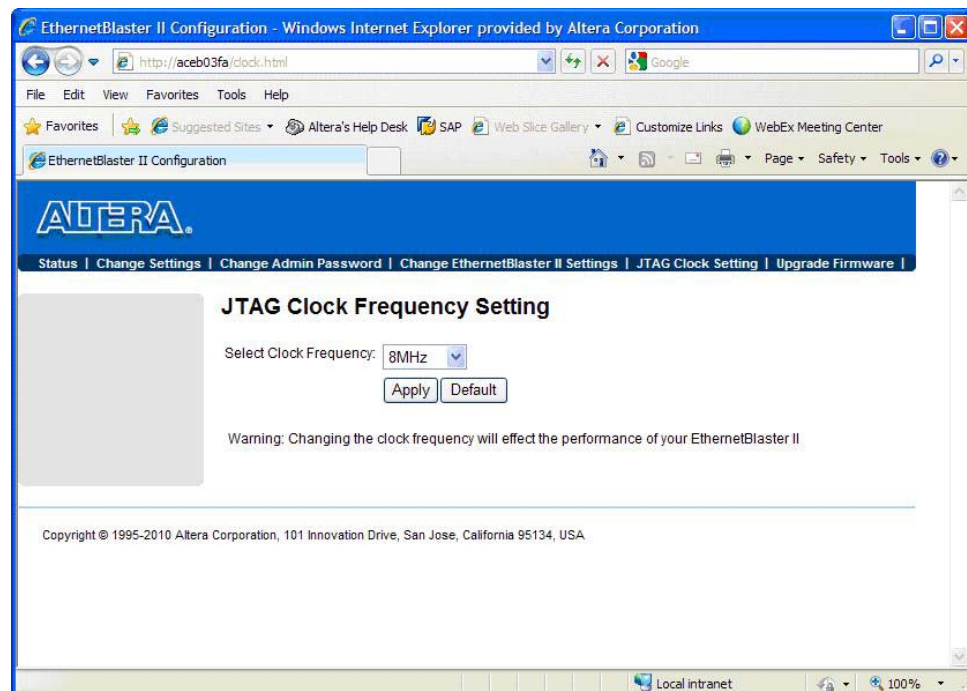 EthernetBlaster II Configuration - Windows Internet Explorer provided by Altera Corporation
http://aceb03fa/clock.html
Google
File Edit View Favorites Tools Help
Favorites Suggested Sites Altera's Help Desk SAP Web Slice Gallery Customize Links WebEx Meeting Center
EthernetBlaster II Configuration Page Safety Tools
ALTERA.
Status | Change Settings | Change Admin Password | Change EthernetBlaster II Settings | JTAG Clock Setting | Upgrade Firmware |
JTAG Clock Frequency Setting
Select Clock Frequency: 8MHz
Apply Default
Warning: Changing the clock frequency will effect the performance of your EthernetBlaster II
Copyright © 1995-2010 Altera Corporation, 101 Innovation Drive, San Jose, California 95134, USA
Local intranet 100%